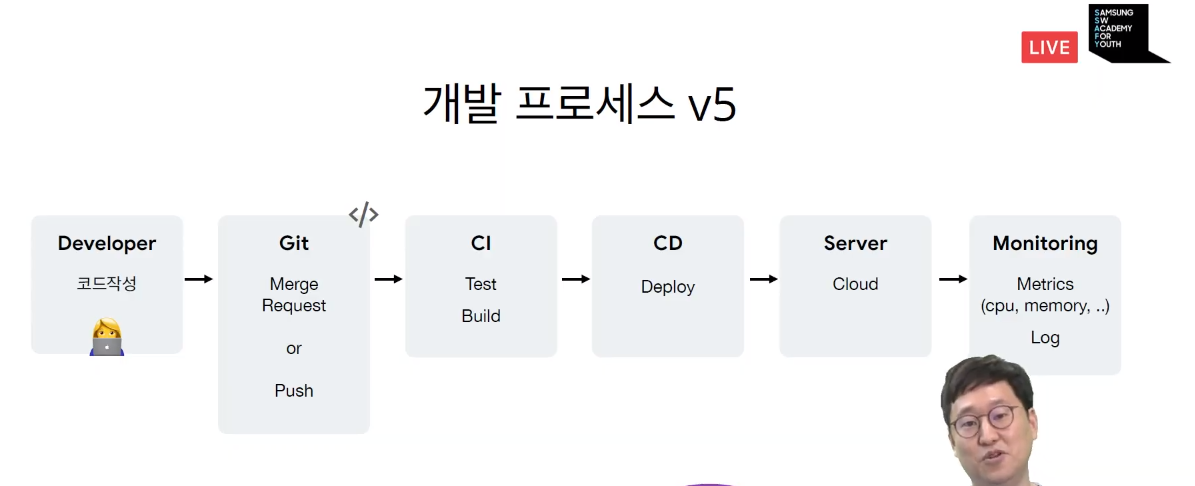 SAMSUNG
SW
ACADEMY
FOR
YOUTH
LIVE
개발 프로세스 v5
Developer
코드작성
</>
Git
Merge
Request
or
Push
CI
Test
Build
CD
Deploy
Server
Cloud
Monitoring
Metrics
(cpu, memory, ..)
Log